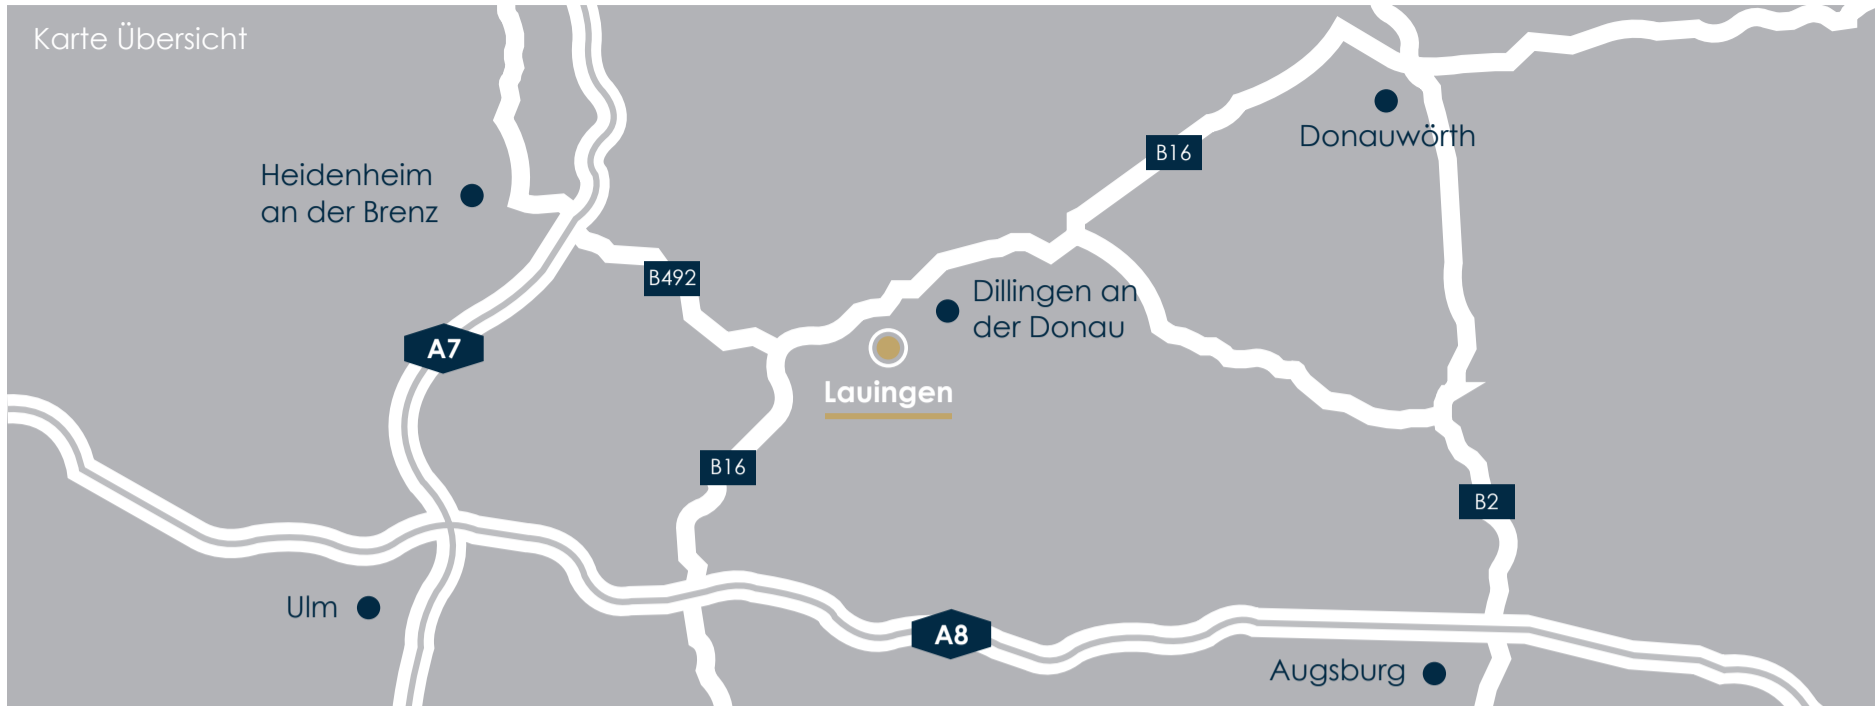 Karte Übersicht
Donauwörth
B16
Heidenheim
an der Brenz
B492
Dillingen an
der Donau
A7
Lauingen
B16
B2
Ulm
A8
Augsburg